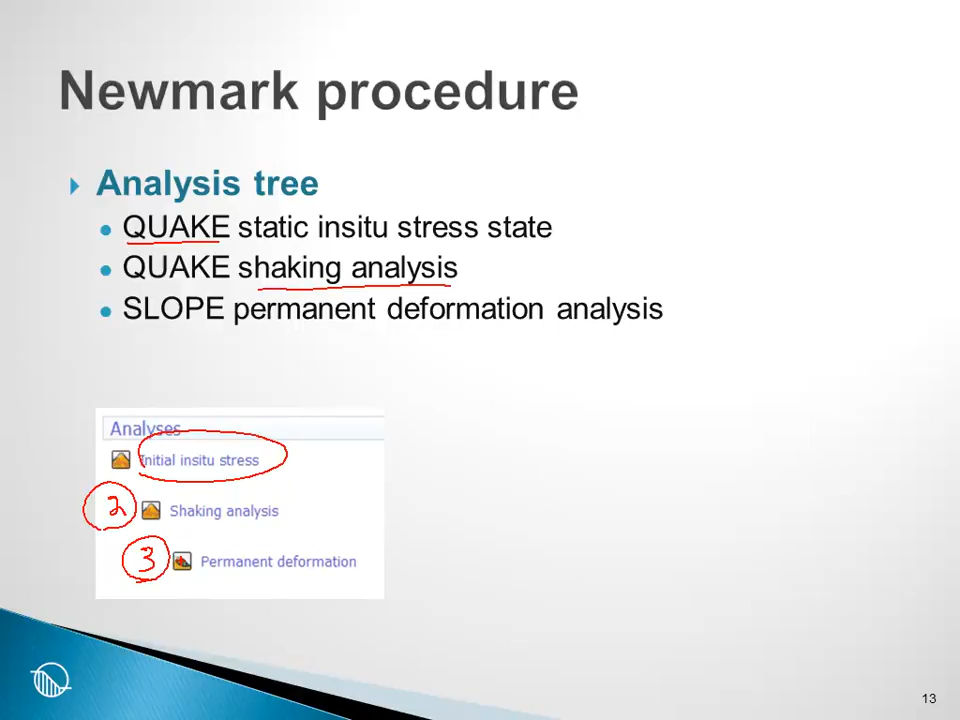 Newmark procedure
Analysis tree
QUAKE static insitu stress state
QUAKE shaking analysis
SLOPE permanent deformation analysis
Analyses
Initial insitu stress
2 Shaking analysis
3 Permanent deformation
13